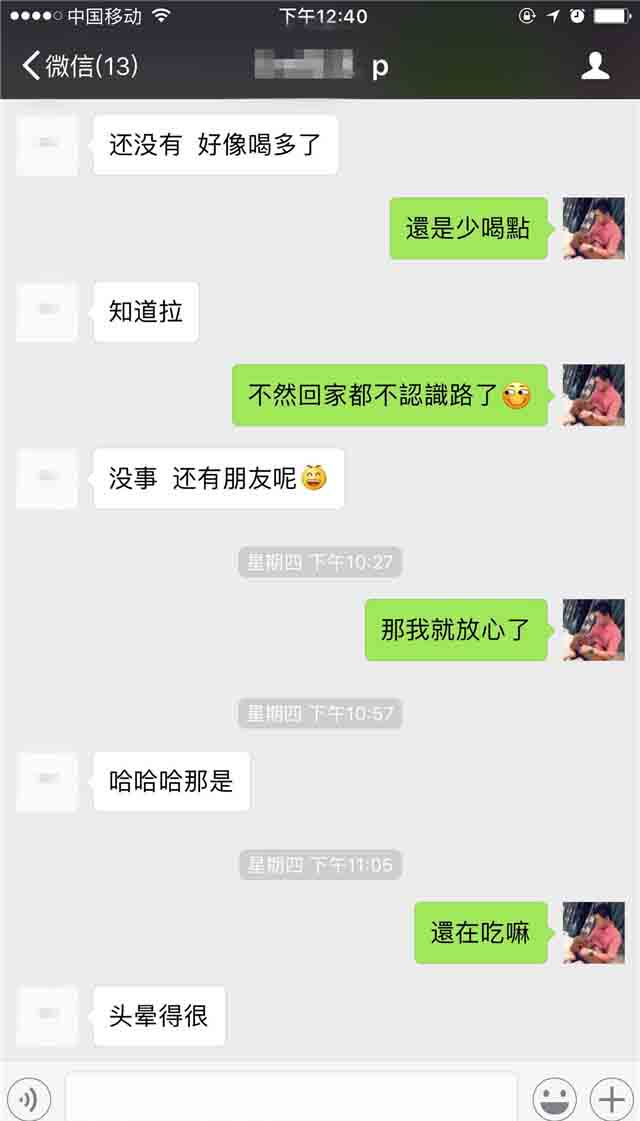 中国移动 下午12:40
微信(13) p
还没有 好像喝多了
還是少喝點
知道拉
不然回家都不認識路了
没事 还有朋友呢
星期四 下午10:27
那我就放心了
星期四 下午10:57
哈哈哈那是
星期四 下午11:05
還在吃嘛
头晕得很